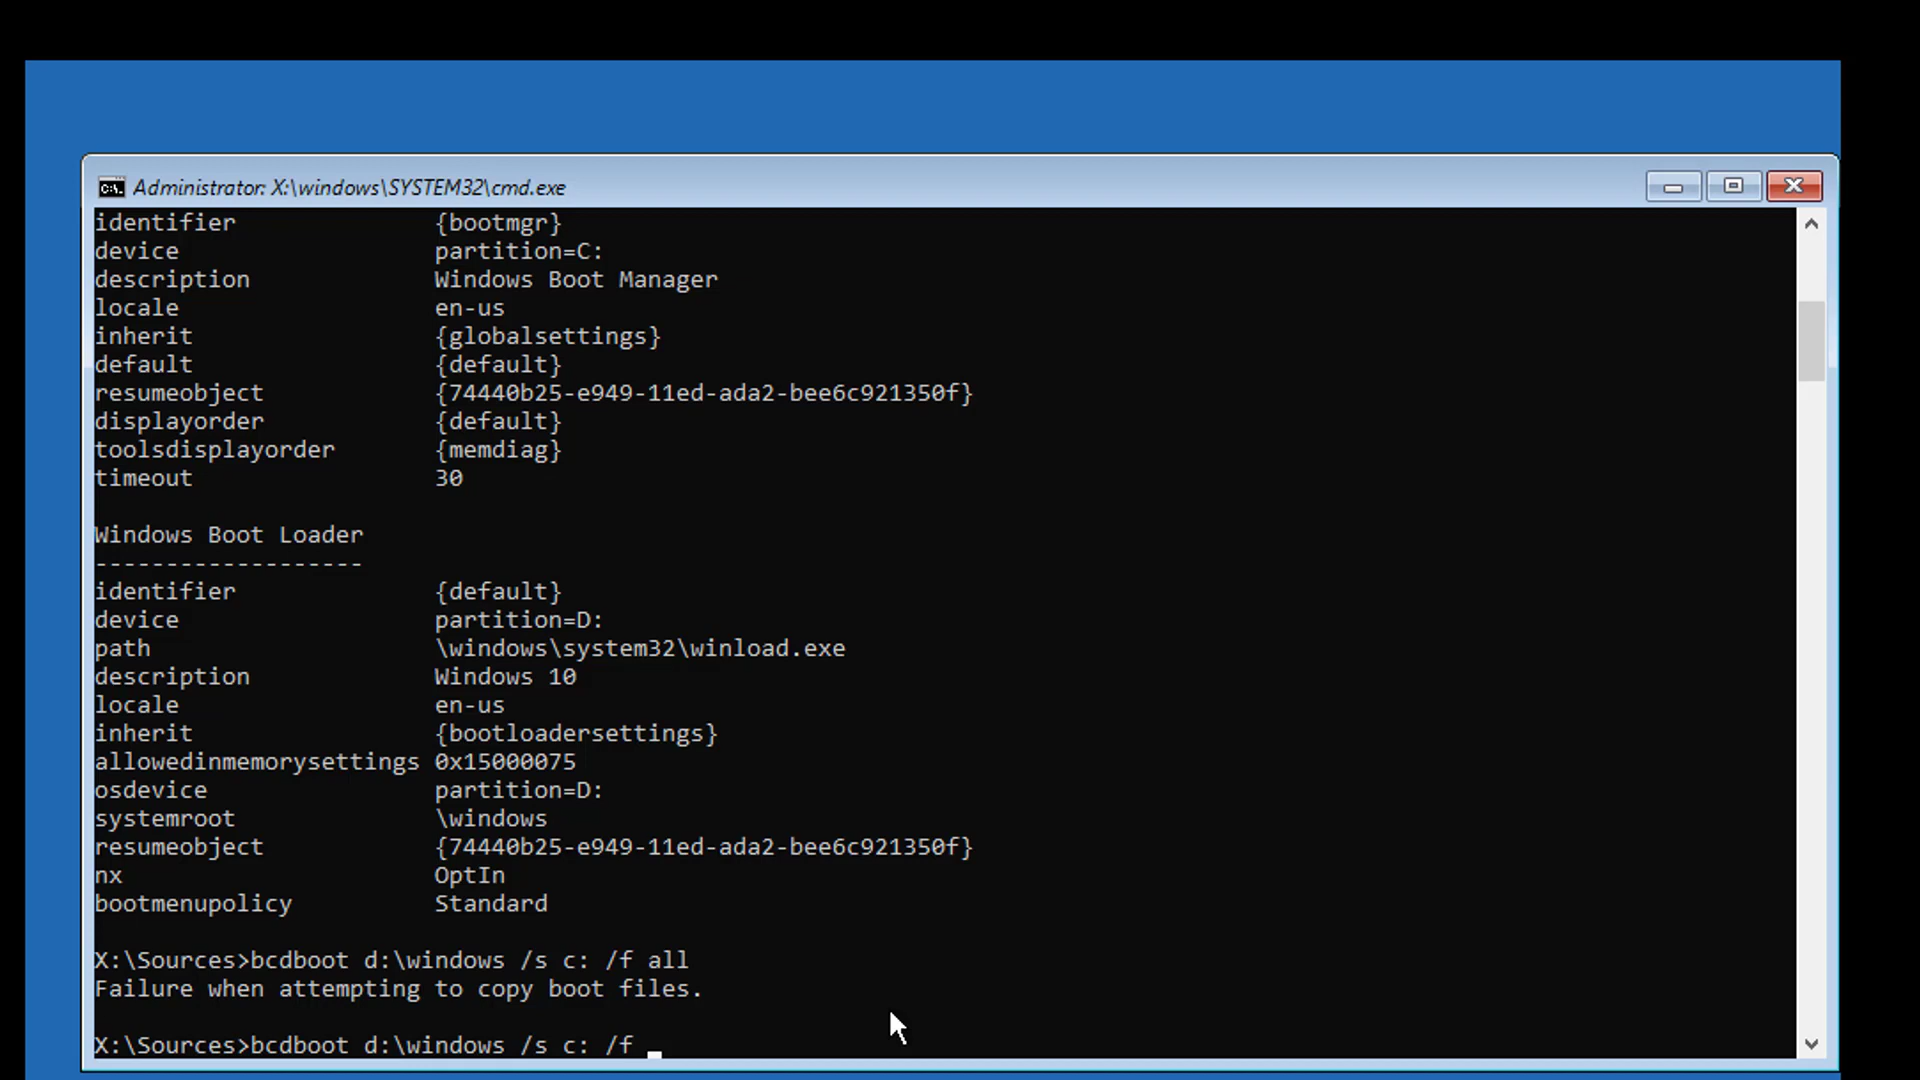 Administrator: X:\windows\SYSTEM32\cmd.exe
identifier {bootmgr}
device partition=C:
description Windows Boot Manager
locale en-us
inherit {globalsettings}
default {default}
resumeobject {74440b25-e949-11ed-ada2-bee6c921350f}
displayorder {default}
toolsdisplayorder {memdiag}
timeout 30
Windows Boot Loader
-------------------
identifier {default}
device partition=D:
path \windows\system32\winload.exe
description Windows 10
locale en-us
inherit {bootloadersettings}
allowedinmemorysettings 0x15000075
osdevice partition=D:
systemroot \windows
resumeobject {74440b25-e949-11ed-ada2-bee6c921350f}
nx OptIn
bootmenupolicy Standard
X:\Sources>bcdboot d:\windows /s c: /f all
Failure when attempting to copy boot files.
X:\Sources>bcdboot d:\windows /s c: /f